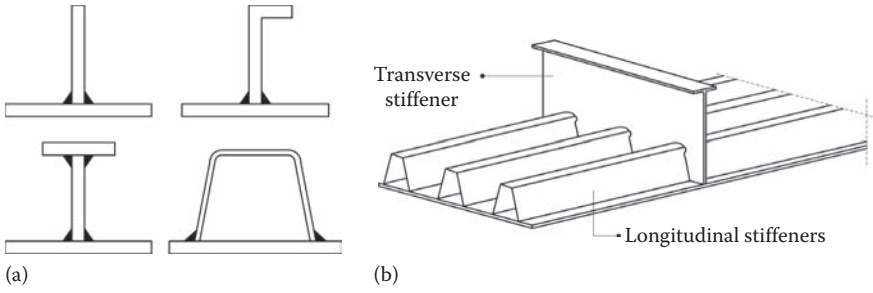 Transverse
stiffener
Longitudinal stiffeners
(a)
(b)